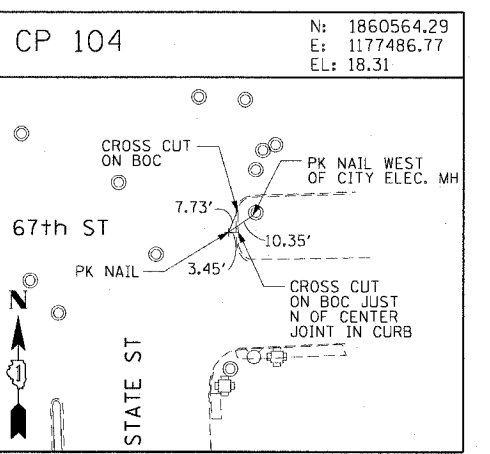 CP 104
N: 1860564.29
E: 1177486.77
EL: 18.31
CROSS CUT
ON BOC
PK NAIL WEST
OF CITY ELEC. MH
7.73'
67th ST
10.35'
PK NAIL
3.45'
CROSS CUT
ON BOC JUST
N OF CENTER
JOINT IN CURB
N
1
STATE ST